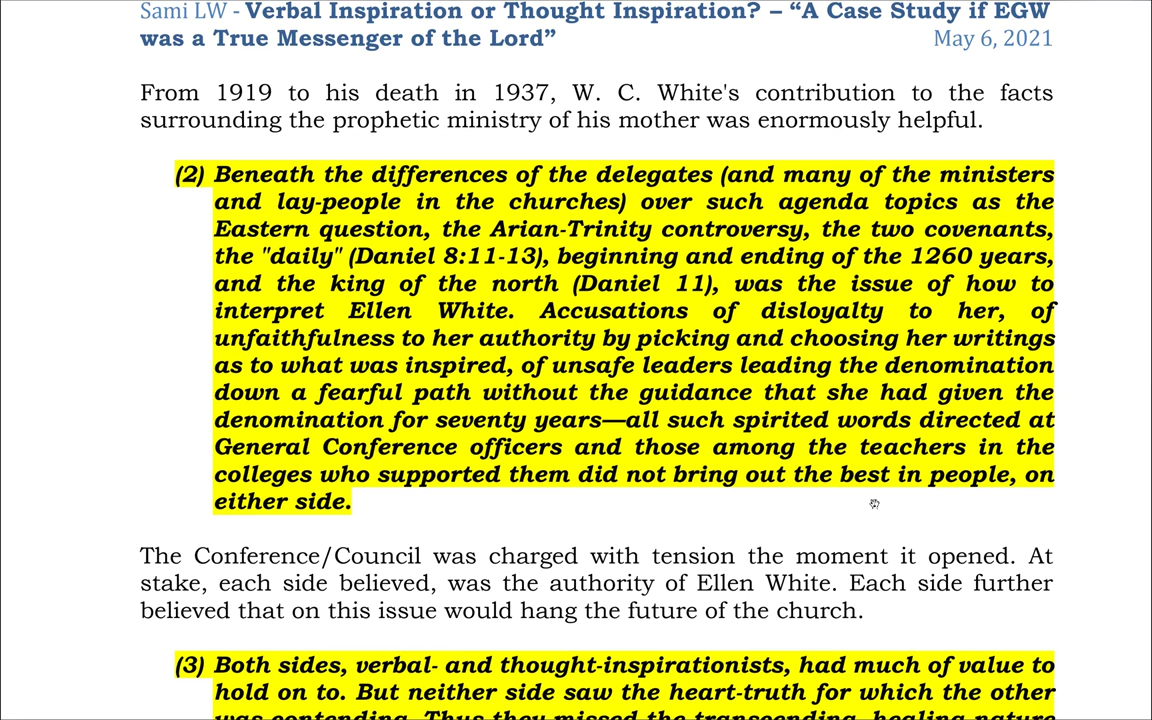 Sami LW - Verbal Inspiration or Thought Inspiration? – “A Case Study if EGW
was a True Messenger of the Lord” May 6, 2021
From 1919 to his death in 1937, W. C. White's contribution to the facts
surrounding the prophetic ministry of his mother was enormously helpful.
(2) Beneath the differences of the delegates (and many of the ministers
and lay-people in the churches) over such agenda topics as the
Eastern question, the Arian-Trinity controversy, the two covenants,
the "daily" (Daniel 8:11-13), beginning and ending of the 1260 years,
and the king of the north (Daniel 11), was the issue of how to
interpret Ellen White. Accusations of disloyalty to her, of
unfaithfulness to her authority by picking and choosing her writings
as to what was inspired, of unsafe leaders leading the denomination
down a fearful path without the guidance that she had given the
denomination for seventy years—all such spirited words directed at
General Conference officers and those among the teachers in the
colleges who supported them did not bring out the best in people, on
either side.
The Conference/Council was charged with tension the moment it opened. At
stake, each side believed, was the authority of Ellen White. Each side further
believed that on this issue would hang the future of the church.
(3) Both sides, verbal- and thought-inspirationists, had much of value to
hold on to. But neither side saw the heart-truth for which the other
was contending. Thus they missed the transcending, healing nature